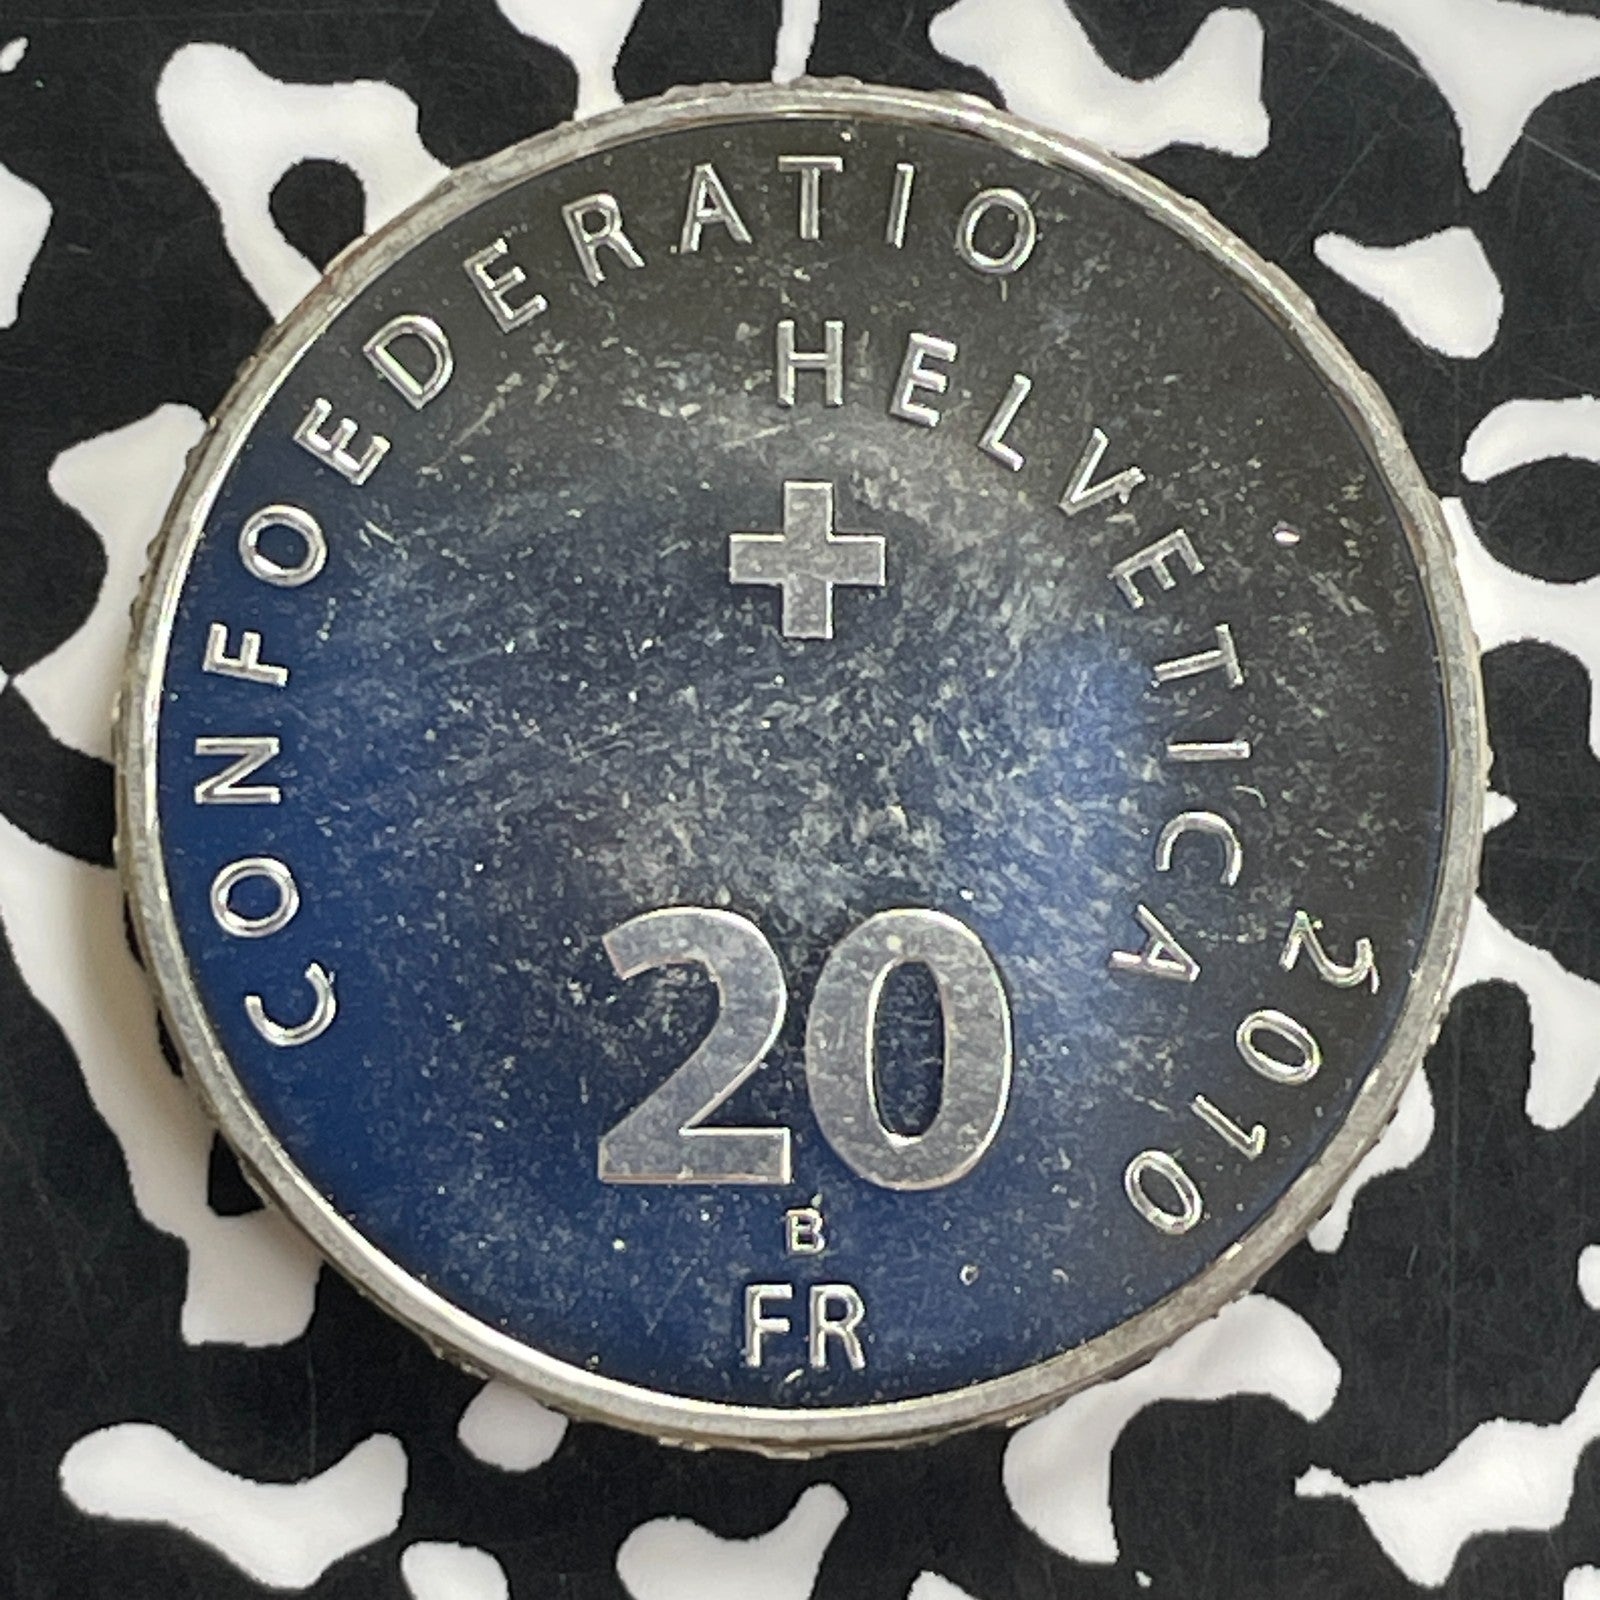 CONFOEDERATIO
HELVETICA 2010
20
B
FR